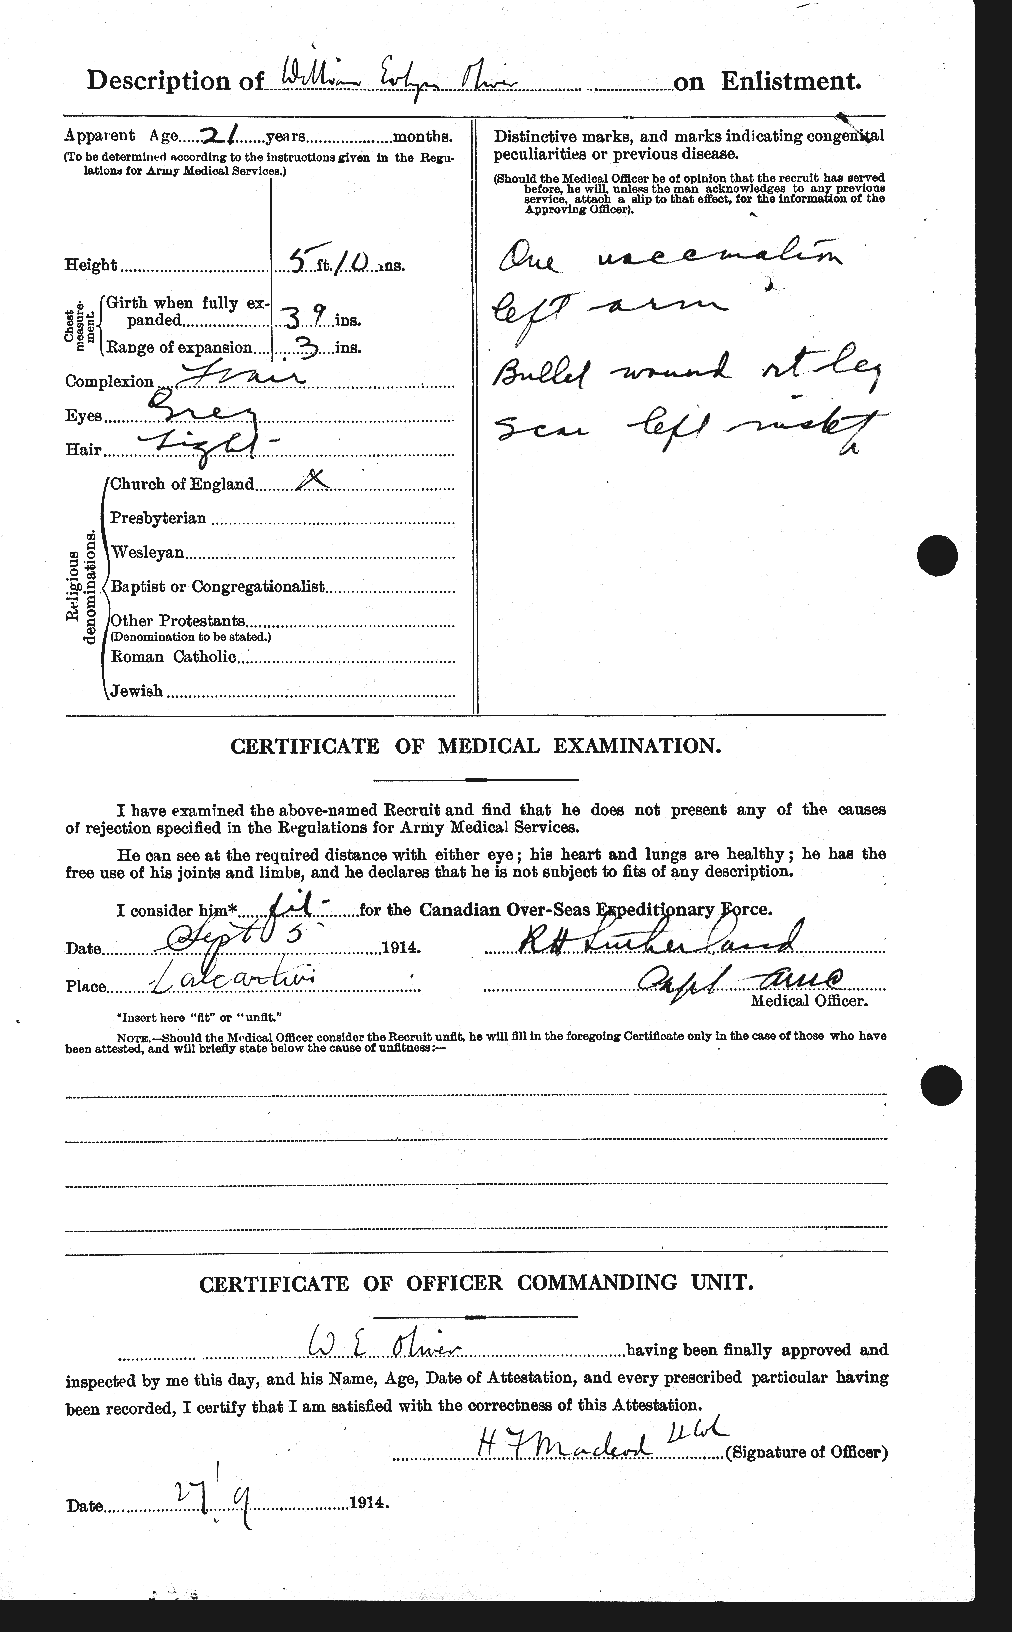 Description of William Evlyn Oliver on Enlistment.
Apparent Age 21 years months.
(To be determined according to the instructions given in the Regu-
lations for Army Medical Services.)
Height 5 ft. 10 ins.
Chest measure-ment.
Girth when fully ex-
panded 39 ins.
Range of expansion 3 ins.
Complexion Fair
Eyes Grey
Hair Light
Religious denominations.
Church of England X
Presbyterian
Wesleyan
Baptist or Congregationalist
Other Protestants
(Denomination to be stated.)
Roman Catholic
Jewish
Distinctive marks, and marks indicating congenital
peculiarities or previous disease.
(Should the Medical Officer be of opinion that the recruit has served
before, he will, unless the man acknowledges to any previous
service, attach a slip to that effect, for the information of the
Approving Officer).
One vaccination
left arm
Bullet wound rt leg
Scar left
CERTIFICATE OF MEDICAL EXAMINATION.
I have examined the above-named Recruit and find that he does not present any of the causes
of rejection specified in the Regulations for Army Medical Services.
He can see at the required distance with either eye; his heart and lungs are healthy; he has the
free use of his joints and limbs, and he declares that he is not subject to fits of any description.
I consider him* fit for the Canadian Over-Seas Expeditionary Force.
Date Sept 5 1914.
R H Sutherland
Place Valcartier
Capt AMC
Medical Officer.
*Insert here "fit" or "unfit."
NOTE.—Should the Medical Officer consider the Recruit unfit, he will fill in the foregoing Certificate only in the case of those who have
been attested, and will briefly state below the cause of unfitness:—
CERTIFICATE OF OFFICER COMMANDING UNIT.
W E Oliver having been finally approved and
inspected by me this day, and his Name, Age, Date of Attestation, and every prescribed particular having
been recorded, I certify that I am satisfied with the correctness of this Attestation.
H F Macleod Lt Col (Signature of Officer)
Date 27/9 1914.